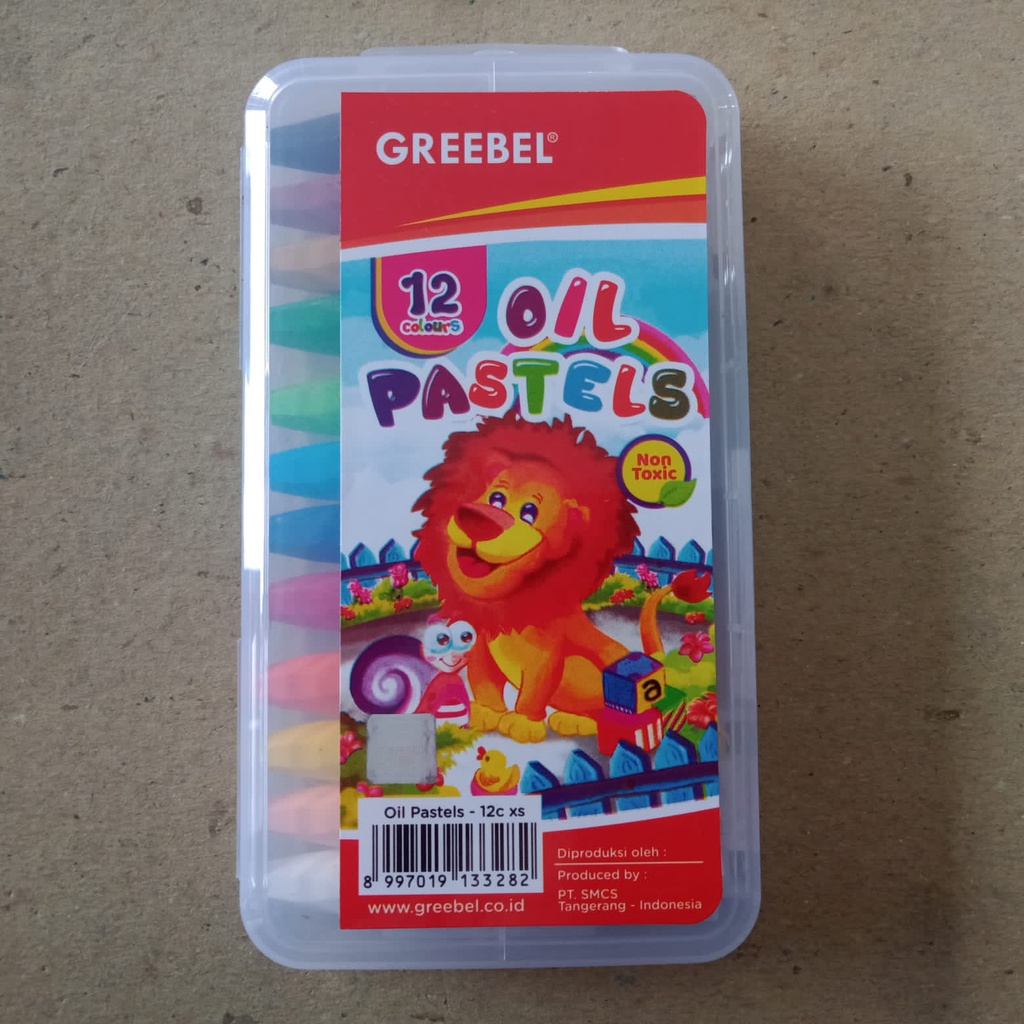 GREEBEL®
12
colours
OIL
PASTELS
Non
Toxic
a
Oil Pastels - 12c xs
8 997019 133282
www.greebel.co.id
Diproduksi oleh :
Produced by :
PT. SMCS
Tangerang - Indonesia